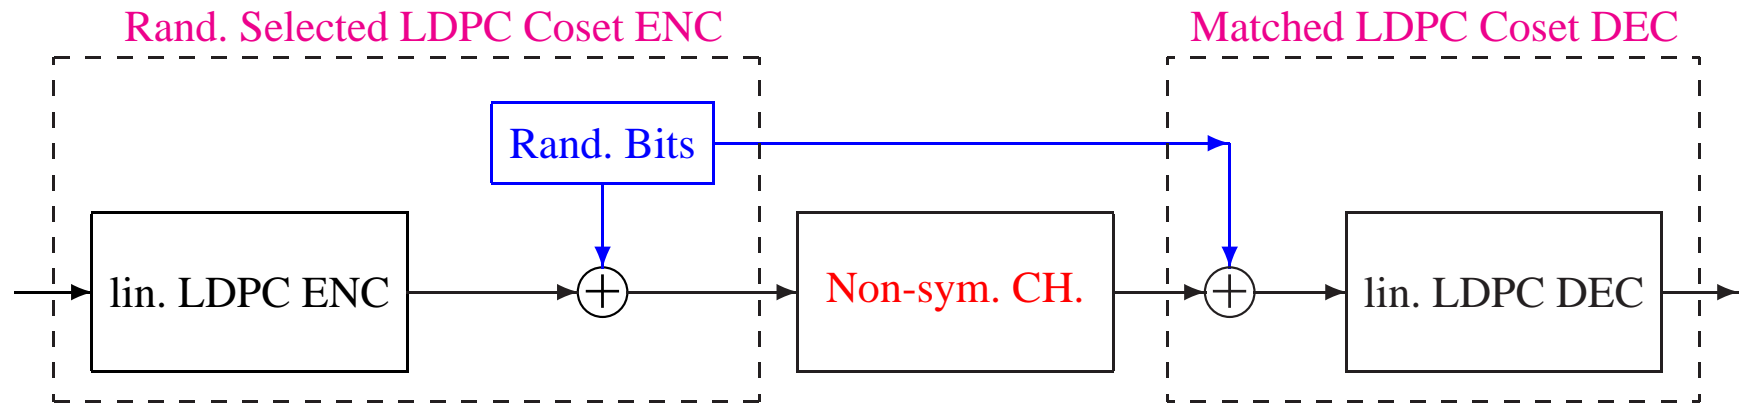 Rand. Selected LDPC Coset ENC
Matched LDPC Coset DEC
Rand. Bits
lin. LDPC ENC
Non-sym. CH.
lin. LDPC DEC